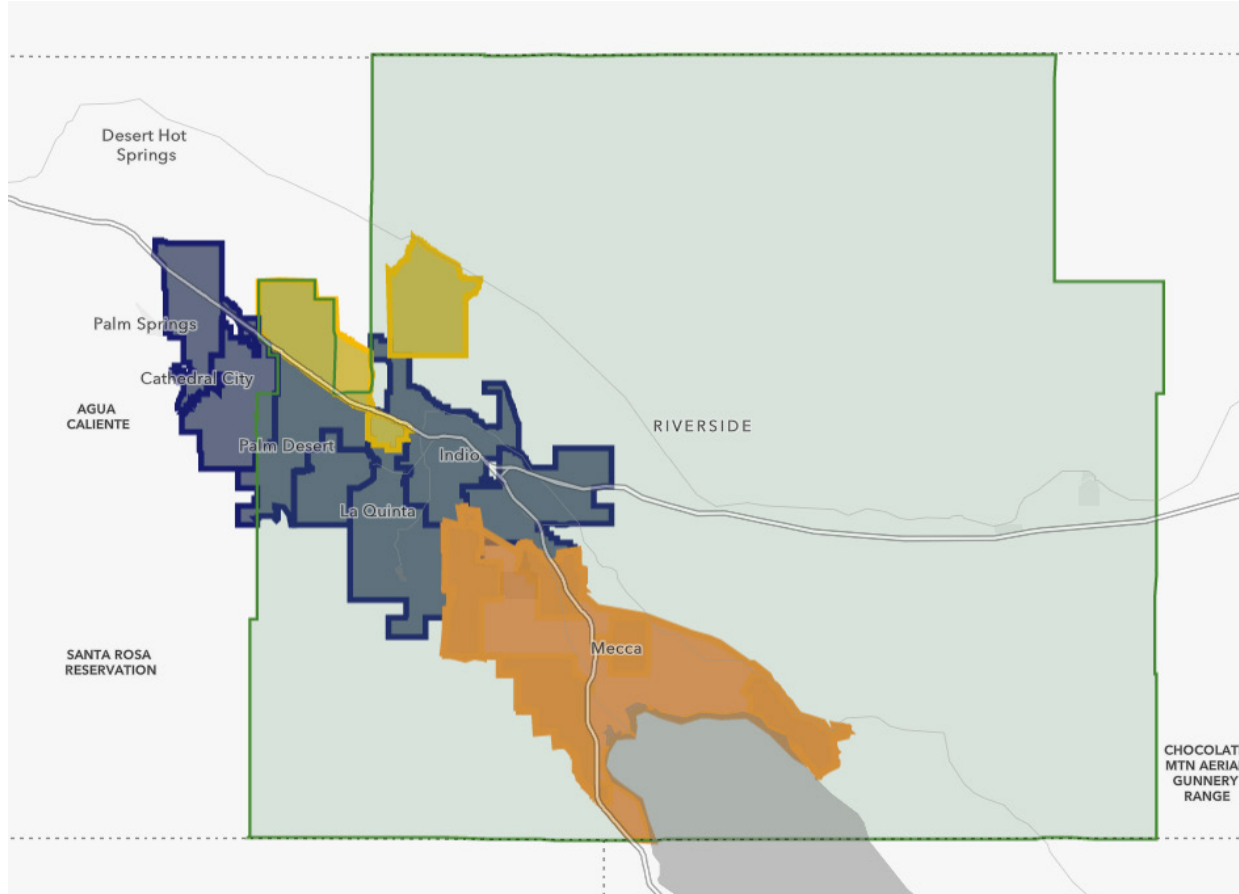 Desert Hot
Springs
Palm Springs
Cathedral City
AGUA
CALIENTE
RIVERSIDE
Palm Desert
Indio
La Quinta
Mecca
SANTA ROSA
RESERVATION
CHOCOLAT
MTN AERIA
GUNNERY
RANGE